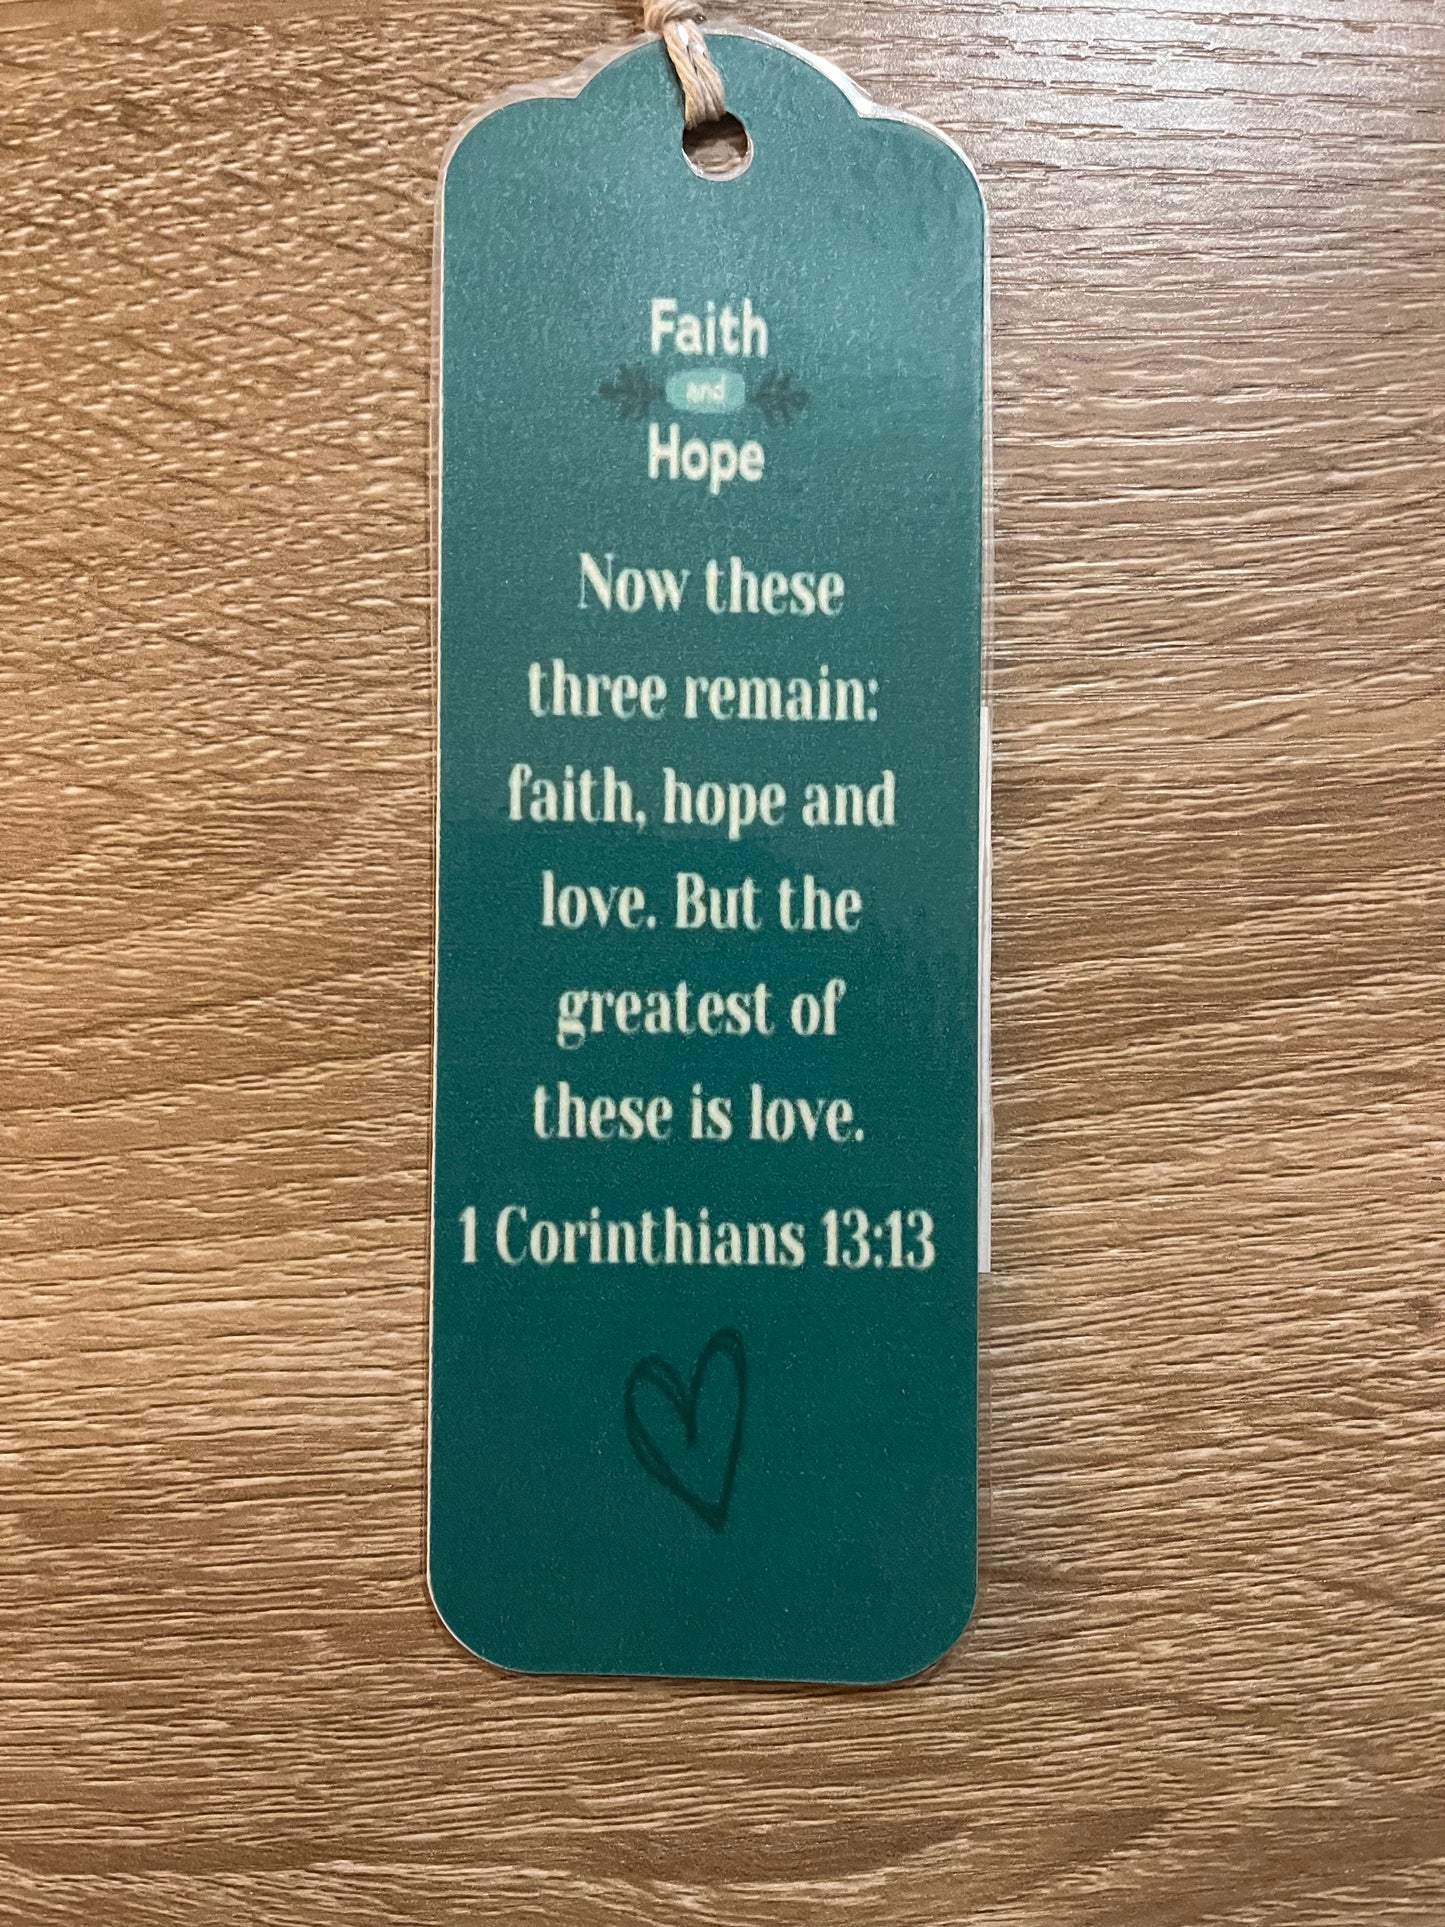 Faith
and
Hope
Now these
three remain:
faith, hope and
love. But the
greatest of
these is love.
1 Corinthians 13:13